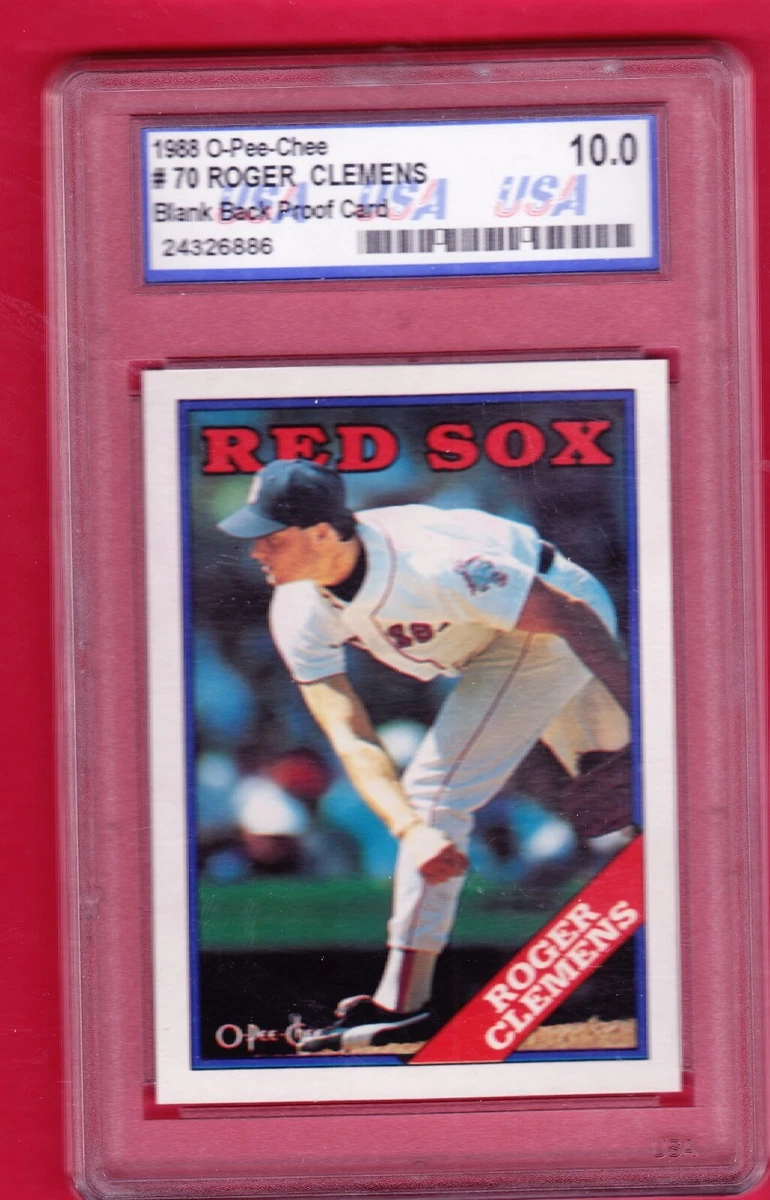 1988 O-Pee-Chee
10.0
# 70 ROGER CLEMENS
USA USA USA
Blank Back Proof Card
24326886
RED SOX
B
ROGER
CLEMENS
O-Pee-Chee